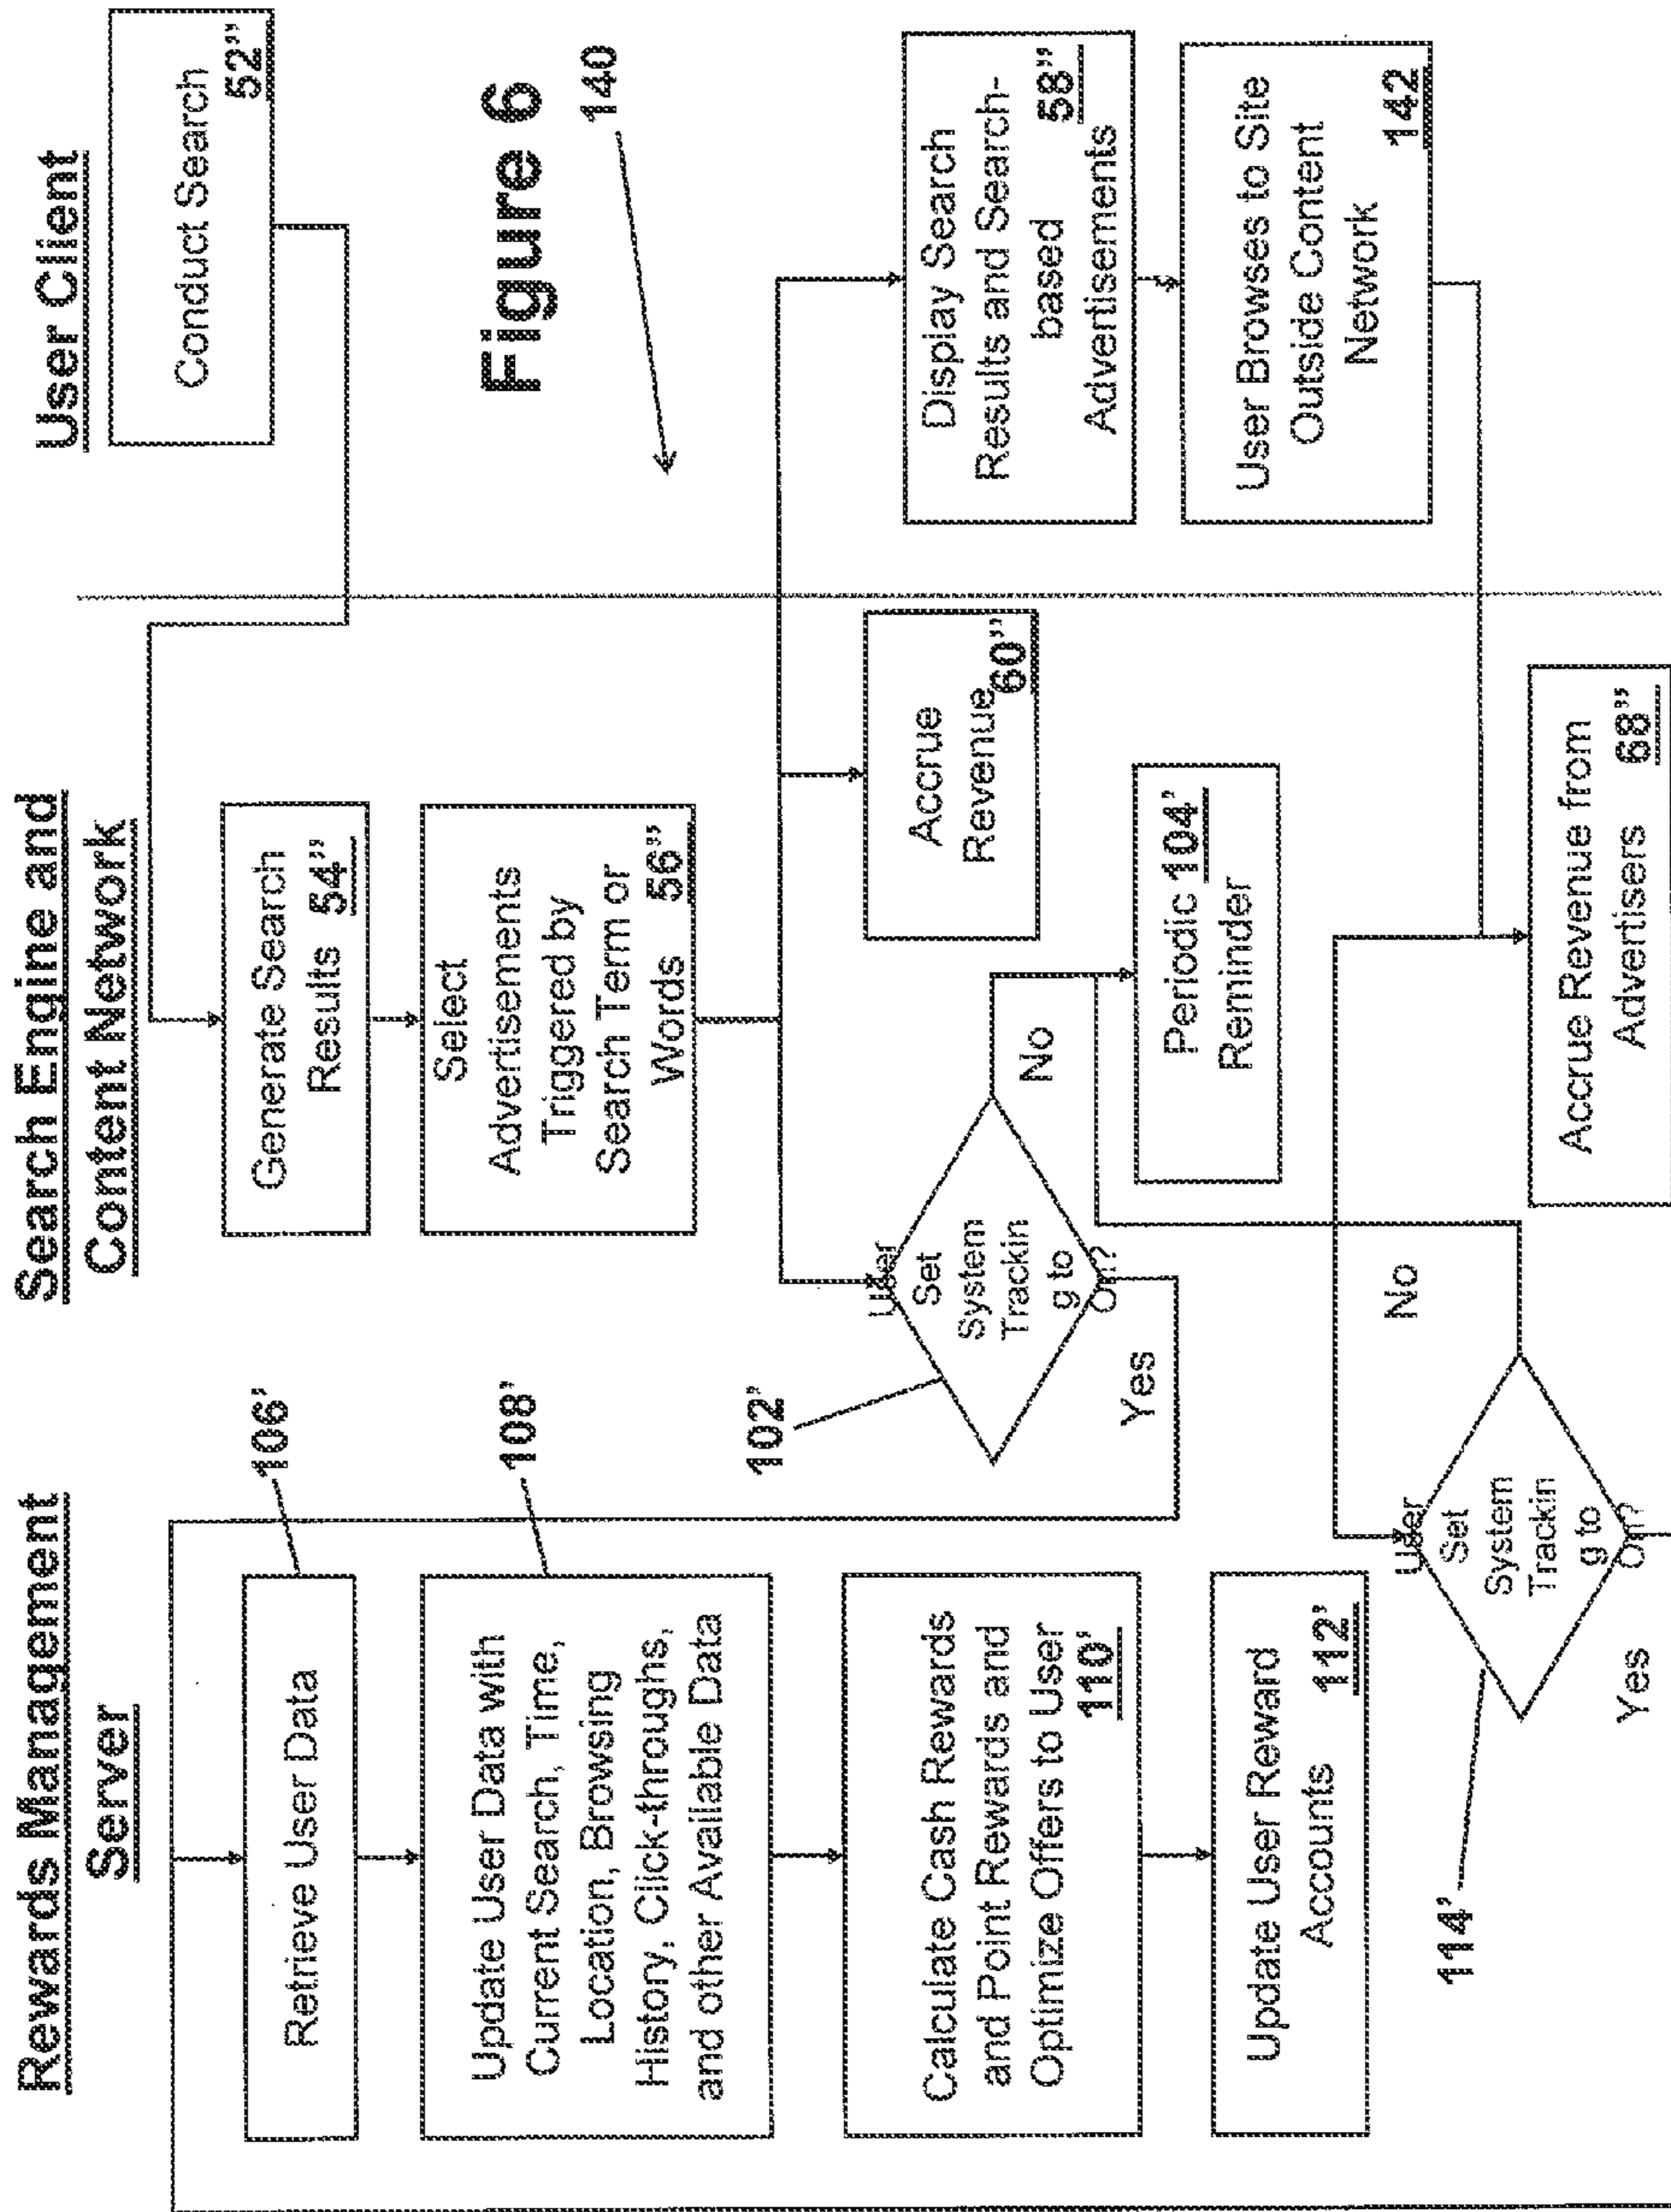 Rewards Management
Server
Search Engine and
Content Network
User Client
Conduct Search
52"
Generate Search
Results 54"
Select
Advertisements
Triggered by
Search Term or
Words 56"
Figure 6
140
Retrieve User Data
106'
Update User Data with
Current Search, Time,
Location, Browsing
History, Click-throughs,
and other Available Data
108'
Calculate Cash Rewards
and Point Rewards and
Optimize Offers to User
110'
Update User Reward
Accounts 112'
102'
User
Set
System
Trackin
g to
On?
Yes
No
Accrue
Revenue
60"
Periodic 104'
Reminder
Display Search
Results and Search-
based 58"
Advertisements
User Browses to Site
Outside Content
Network 142
114'
User
Set
System
Trackin
g to
On?
Yes
No
Accrue Revenue from
Advertisers 68"